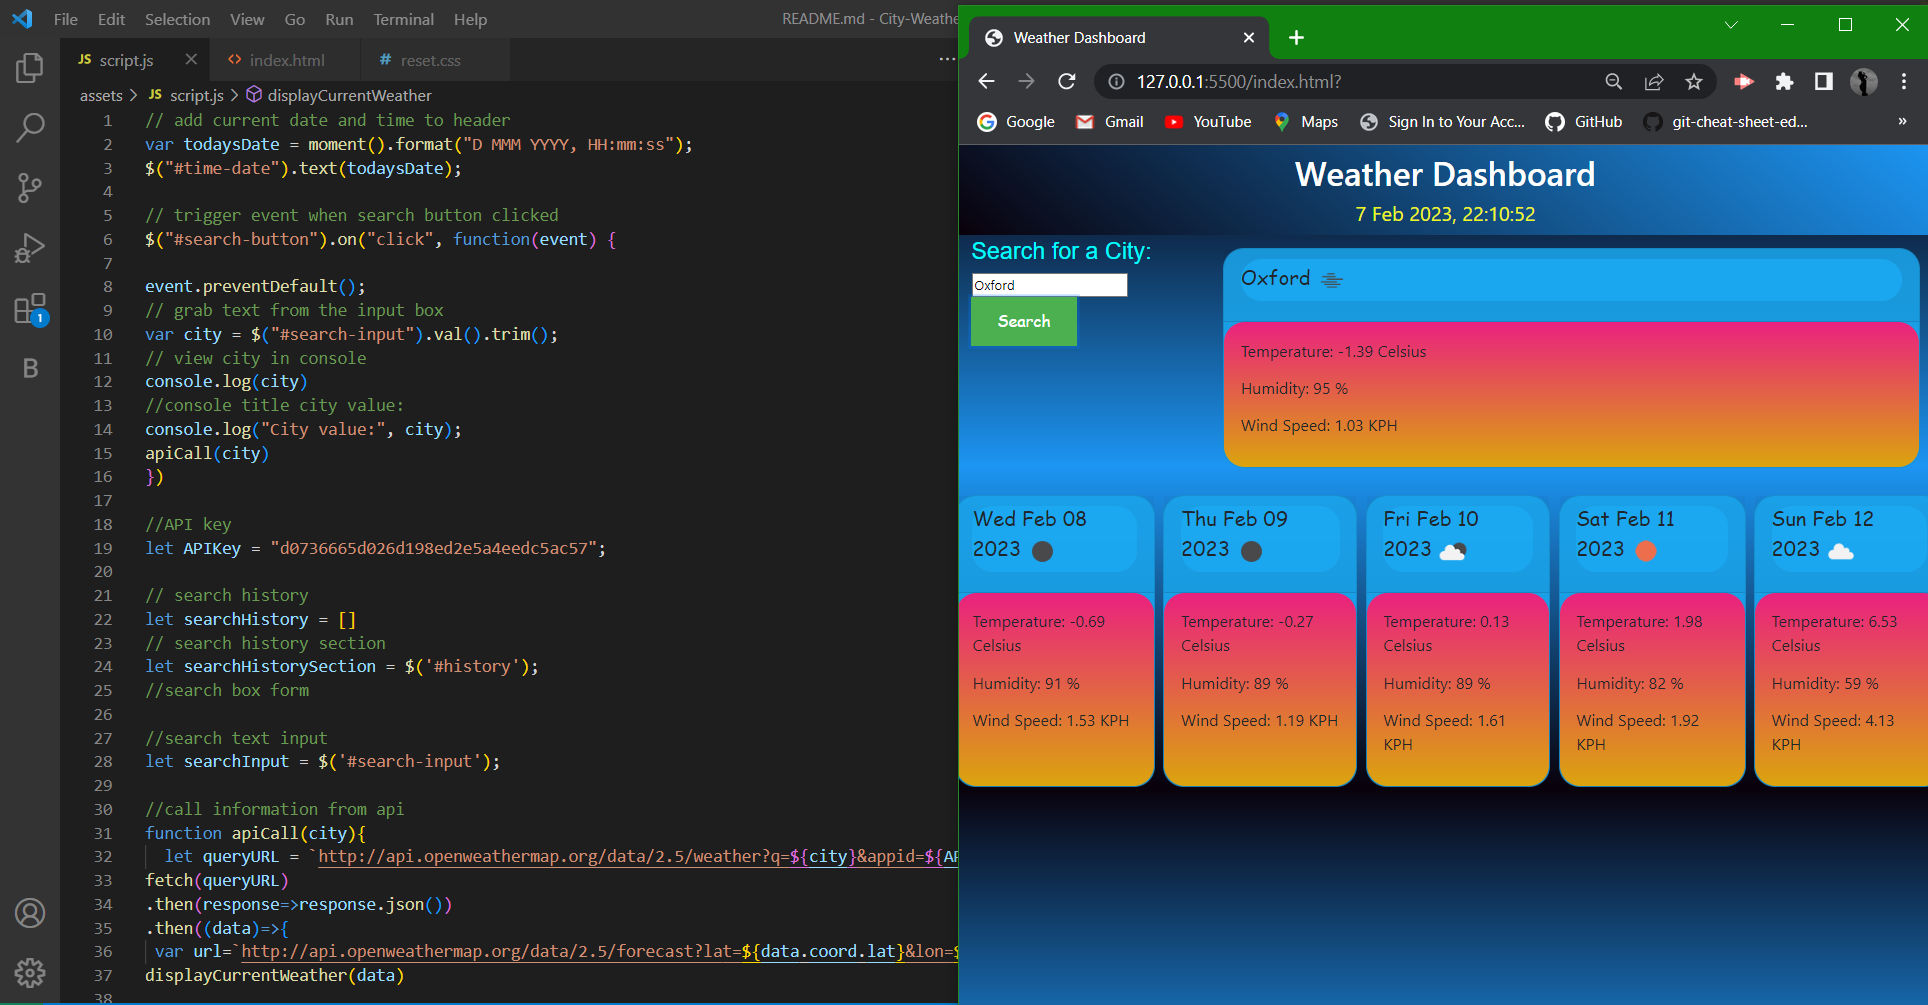 File Edit Selection View Go Run Terminal Help
README.md - City-Weathe
JS script.js
index.html
# reset.css
assets > JS script.js > displayCurrentWeather
1 // add current date and time to header
2 var todaysDate = moment().format("D MMM YYYY, HH:mm:ss");
3 $("#time-date").text(todaysDate);
4
5 // trigger event when search button clicked
6 $("#search-button").on("click", function(event) {
7
8 event.preventDefault();
9 // grab text from the input box
10 var city = $("#search-input").val().trim();
11 // view city in console
12 console.log(city)
13 //console title city value:
14 console.log("City value:", city);
15 apiCall(city)
16 })
17
18 //API key
19 let APIKey = "d0736665d026d198ed2e5a4eedc5ac57";
20
21 // search history
22 let searchHistory = []
23 // search history section
24 let searchHistorySection = $('#history');
25 //search box form
26
27 //search text input
28 let searchInput = $('#search-input');
29
30 //call information from api
31 function apiCall(city){
32 let queryURL = `http://api.openweathermap.org/data/2.5/weather?q=${city}&appid=${AP
33 fetch(queryURL)
34 .then(response=>response.json())
35 .then((data)=>{
36 var url=`http://api.openweathermap.org/data/2.5/forecast?lat=${data.coord.lat}&lon=$
37 displayCurrentWeather(data)
38
1
B
Weather Dashboard
127.0.0.1:5500/index.html?
Google Gmail YouTube Maps Sign In to Your Acc... GitHub git-cheat-sheet-ed... »
Weather Dashboard
7 Feb 2023, 22:10:52
Search for a City:
Oxford
Search
Oxford
Temperature: -1.39 Celsius
Humidity: 95 %
Wind Speed: 1.03 KPH
Wed Feb 08
2023
Temperature: -0.69
Celsius
Humidity: 91 %
Wind Speed: 1.53 KPH
Thu Feb 09
2023
Temperature: -0.27
Celsius
Humidity: 89 %
Wind Speed: 1.19 KPH
Fri Feb 10
2023
Temperature: 0.13
Celsius
Humidity: 89 %
Wind Speed: 1.61
KPH
Sat Feb 11
2023
Temperature: 1.98
Celsius
Humidity: 82 %
Wind Speed: 1.92
KPH
Sun Feb 12
2023
Temperature: 6.53
Celsius
Humidity: 59 %
Wind Speed: 4.13
KPH